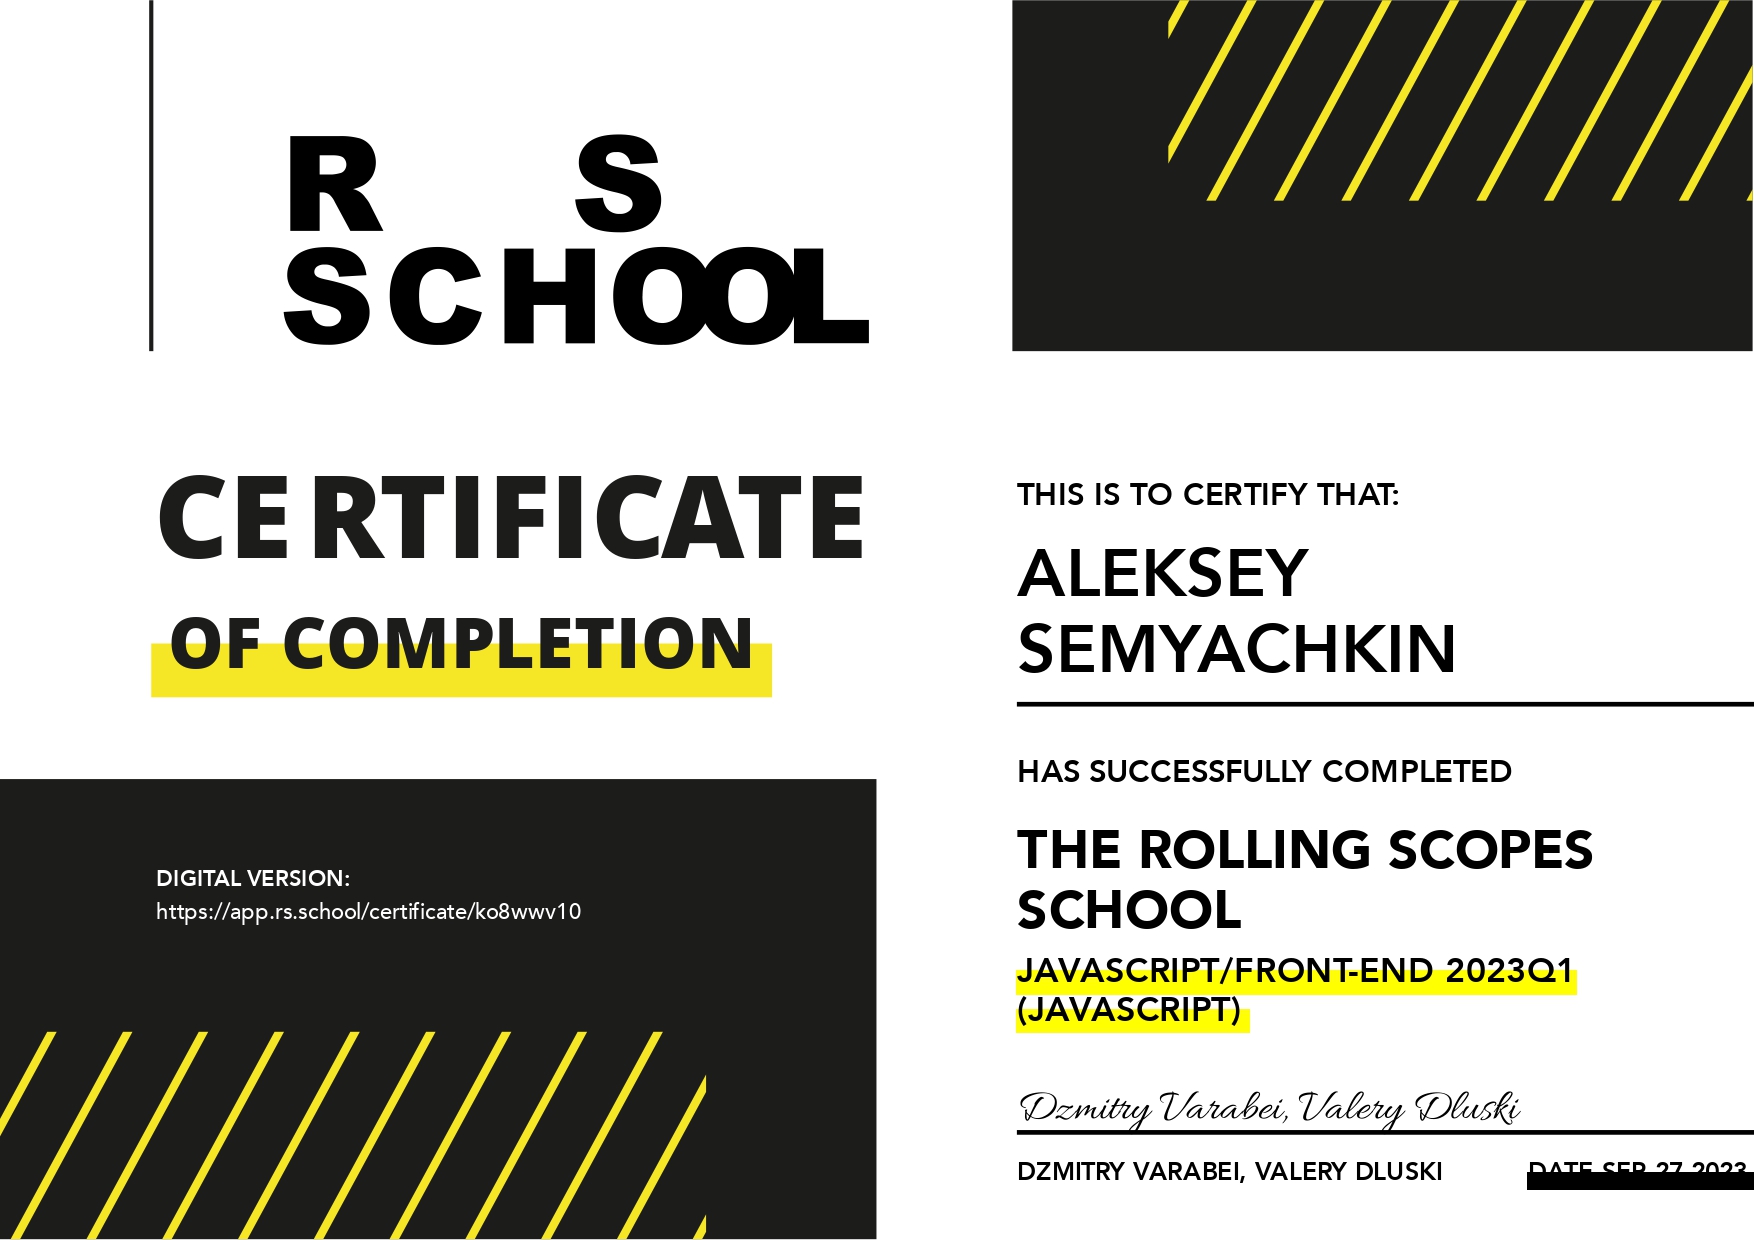 R S
SCHOOL
CERTIFICATE
OF COMPLETION
DIGITAL VERSION:
https://app.rs.school/certificate/ko8wwv10
THIS IS TO CERTIFY THAT:
ALEKSEY
SEMYACHKIN
HAS SUCCESSFULLY COMPLETED
THE ROLLING SCOPES
SCHOOL
JAVASCRIPT/FRONT-END 2023Q1
(JAVASCRIPT)
Dzmitry Varabei, Valery Dluski
DZMITRY VARABEI, VALERY DLUSKI
DATE SEP 27 2023